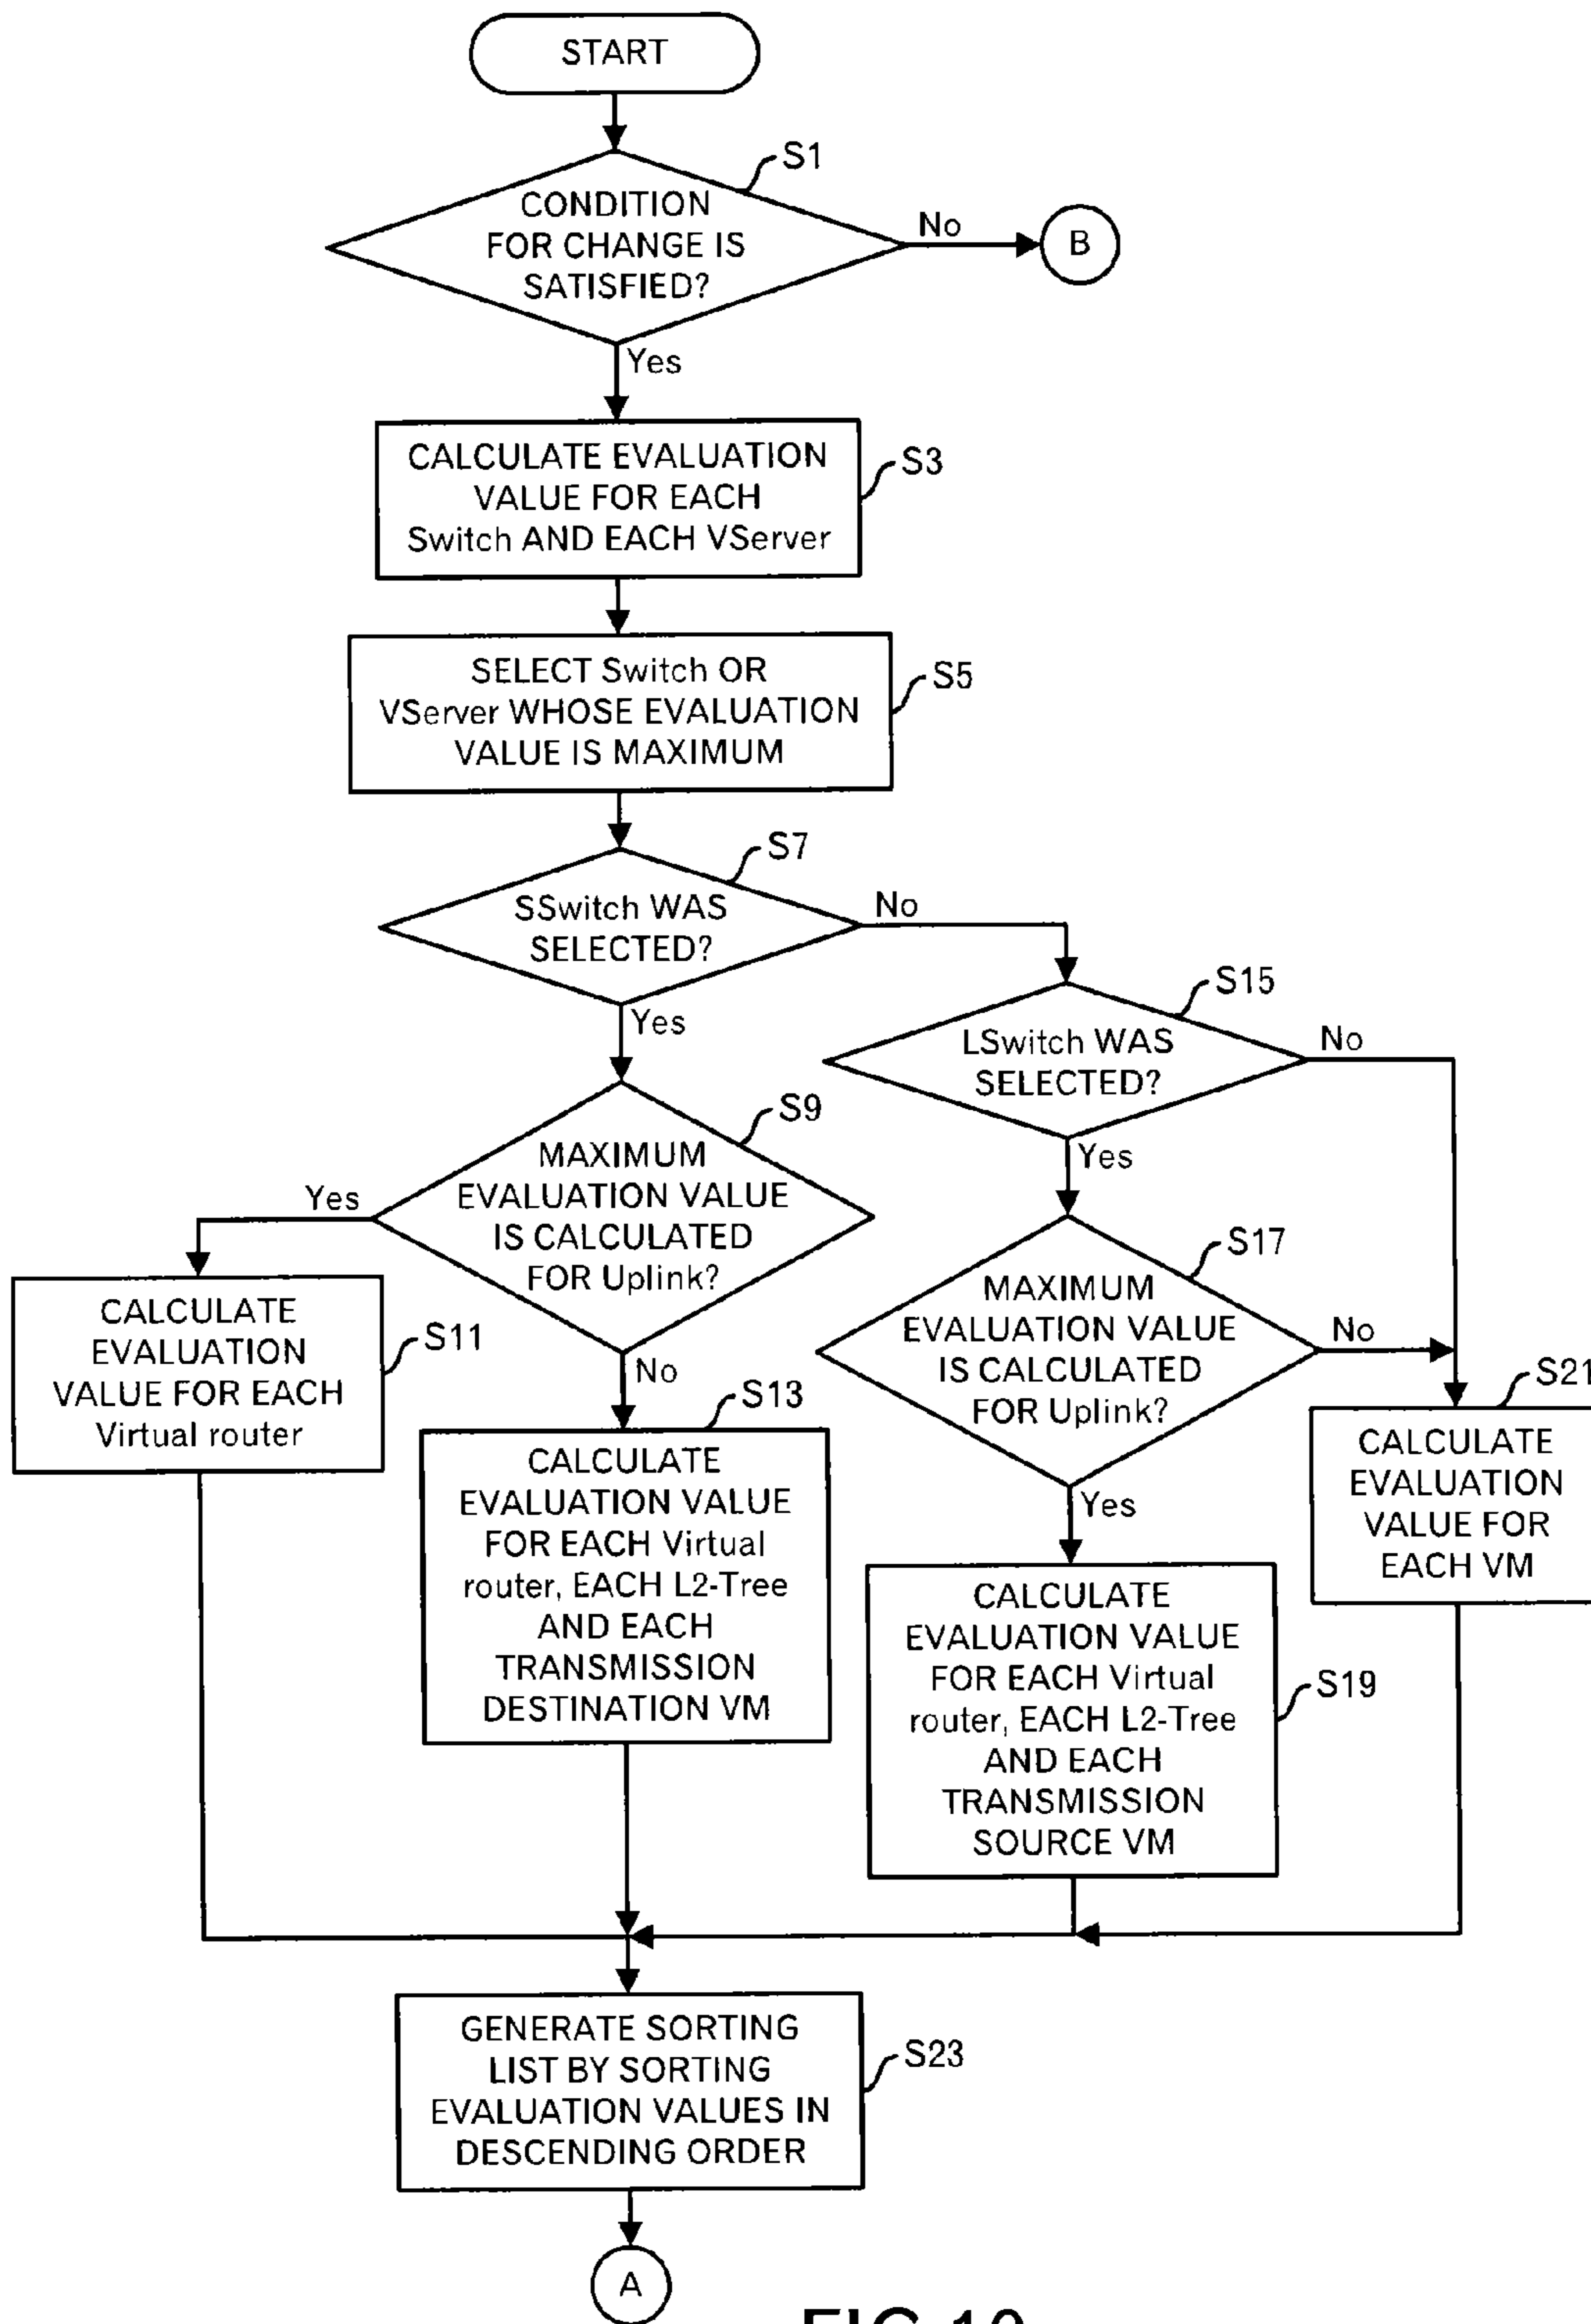 START
S1
CONDITION
FOR CHANGE IS
SATISFIED?
No
B
Yes
CALCULATE EVALUATION
VALUE FOR EACH
Switch AND EACH VServer
S3
SELECT Switch OR
VServer WHOSE EVALUATION
VALUE IS MAXIMUM
S5
S7
SSwitch WAS
SELECTED?
No
Yes
S15
LSwitch WAS
SELECTED?
No
Yes
S9
MAXIMUM
EVALUATION VALUE
IS CALCULATED
FOR Uplink?
Yes
No
S17
MAXIMUM
EVALUATION VALUE
IS CALCULATED
FOR Uplink?
No
Yes
CALCULATE
EVALUATION
VALUE FOR EACH
Virtual router
S11
S13
CALCULATE
EVALUATION VALUE
FOR EACH Virtual
router, EACH L2-Tree
AND EACH
TRANSMISSION
DESTINATION VM
S21
CALCULATE
EVALUATION
VALUE FOR
EACH VM
CALCULATE
EVALUATION VALUE
FOR EACH Virtual
router, EACH L2-Tree
AND EACH
TRANSMISSION
SOURCE VM
S19
GENERATE SORTING
LIST BY SORTING
EVALUATION VALUES IN
DESCENDING ORDER
S23
A